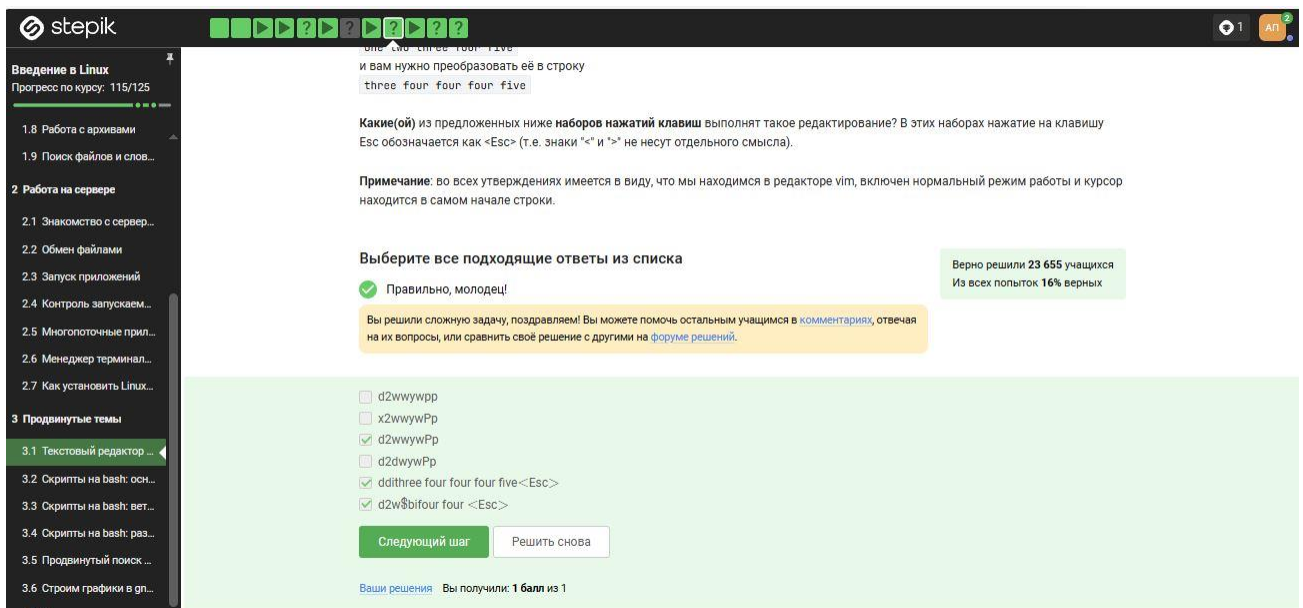 stepik
? ? ? ? ?
1
АП
2
Введение в Linux
Прогресс по курсу: 115/125
1.8 Работа с архивами
1.9 Поиск файлов и слов...
2 Работа на сервере
2.1 Знакомство с сервер...
2.2 Обмен файлами
2.3 Запуск приложений
2.4 Контроль запускаем...
2.5 Многопоточные прил...
2.6 Менеджер терминал...
2.7 Как установить Linux...
3 Продвинутые темы
3.1 Текстовый редактор ...
3.2 Скрипты на bash: осн...
3.3 Скрипты на bash: вет...
3.4 Скрипты на bash: раз...
3.5 Продвинутый поиск ...
3.6 Строим графики в gn...
one two three four five
и вам нужно преобразовать её в строку
three four four four five
Какие(ой) из предложенных ниже наборов нажатий клавиш выполнят такое редактирование? В этих наборах нажатие на клавишу
Esc обозначается как <Esc> (т.е. знаки "<" и ">" не несут отдельного смысла).
Примечание: во всех утверждениях имеется в виду, что мы находимся в редакторе vim, включен нормальный режим работы и курсор
находится в самом начале строки.
Выберите все подходящие ответы из списка
Правильно, молодец!
Верно решили 23 655 учащихся
Из всех попыток 16% верных
Вы решили сложную задачу, поздравляем! Вы можете помочь остальным учащимся в комментариях, отвечая
на их вопросы, или сравнить своё решение с другими на форуме решений.
d2wwywpp
x2wwywPp
d2wwywPp
d2dwywPp
ddithree four four four five<Esc>
d2w$bifour four <Esc>
Следующий шаг
Решить снова
Ваши решения Вы получили: 1 балл из 1